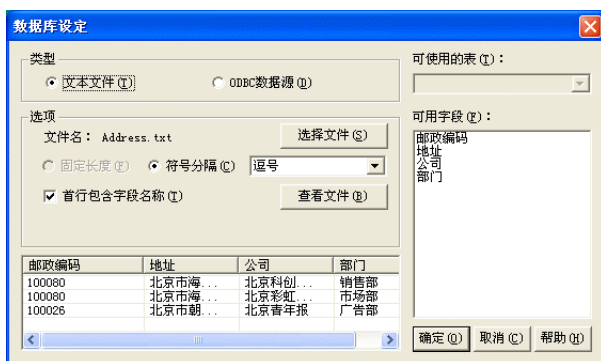 数据库设定
类型
文本文件(T)
ODBC数据源(D)
选项
文件名： Address.txt
选择文件(S)
固定长度(F)
符号分隔(C)
逗号
首行包含字段名称(T)
查看文件(B)
邮政编码 地址 公司 部门
100080 北京市海... 北京科创... 销售部
100080 北京市海... 北京彩虹... 市场部
100026 北京市朝... 北京青年报 广告部
可使用的表(T)：
可用字段(F)：
邮政编码
地址
公司
部门
确定(O)
取消(C)
帮助(H)